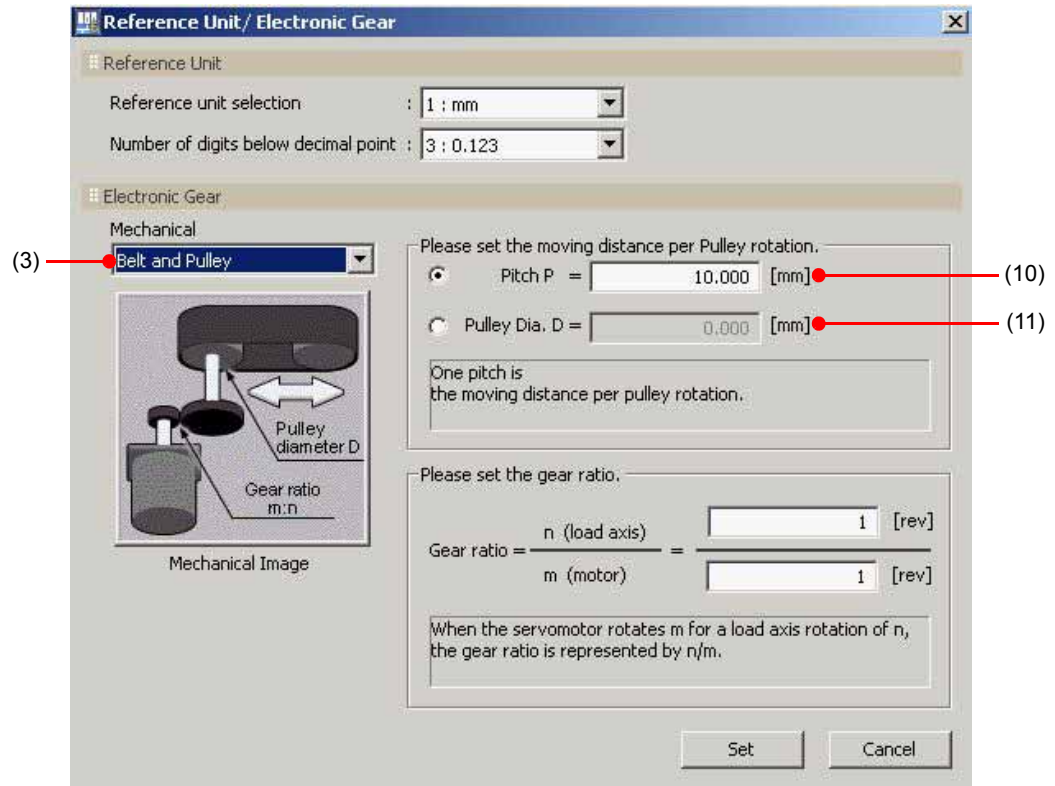 Reference Unit/ Electronic Gear
Reference Unit
Reference unit selection : 1 : mm
Number of digits below decimal point : 3 : 0.123
Electronic Gear
Mechanical
(3) Belt and Pulley
Pulley
diameter D
Gear ratio
m:n
Mechanical Image
Please set the moving distance per Pulley rotation.
Pitch P = 10.000 [mm] (10)
Pulley Dia. D = 0.000 [mm] (11)
One pitch is
the moving distance per pulley rotation.
Please set the gear ratio.
n (load axis) 1 [rev]
Gear ratio = =
m (motor) 1 [rev]
When the servomotor rotates m for a load axis rotation of n,
the gear ratio is represented by n/m.
Set Cancel